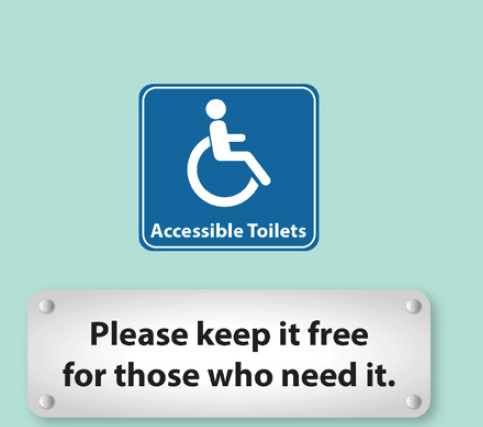 Accessible Toilets
Please keep it free
for those who need it.